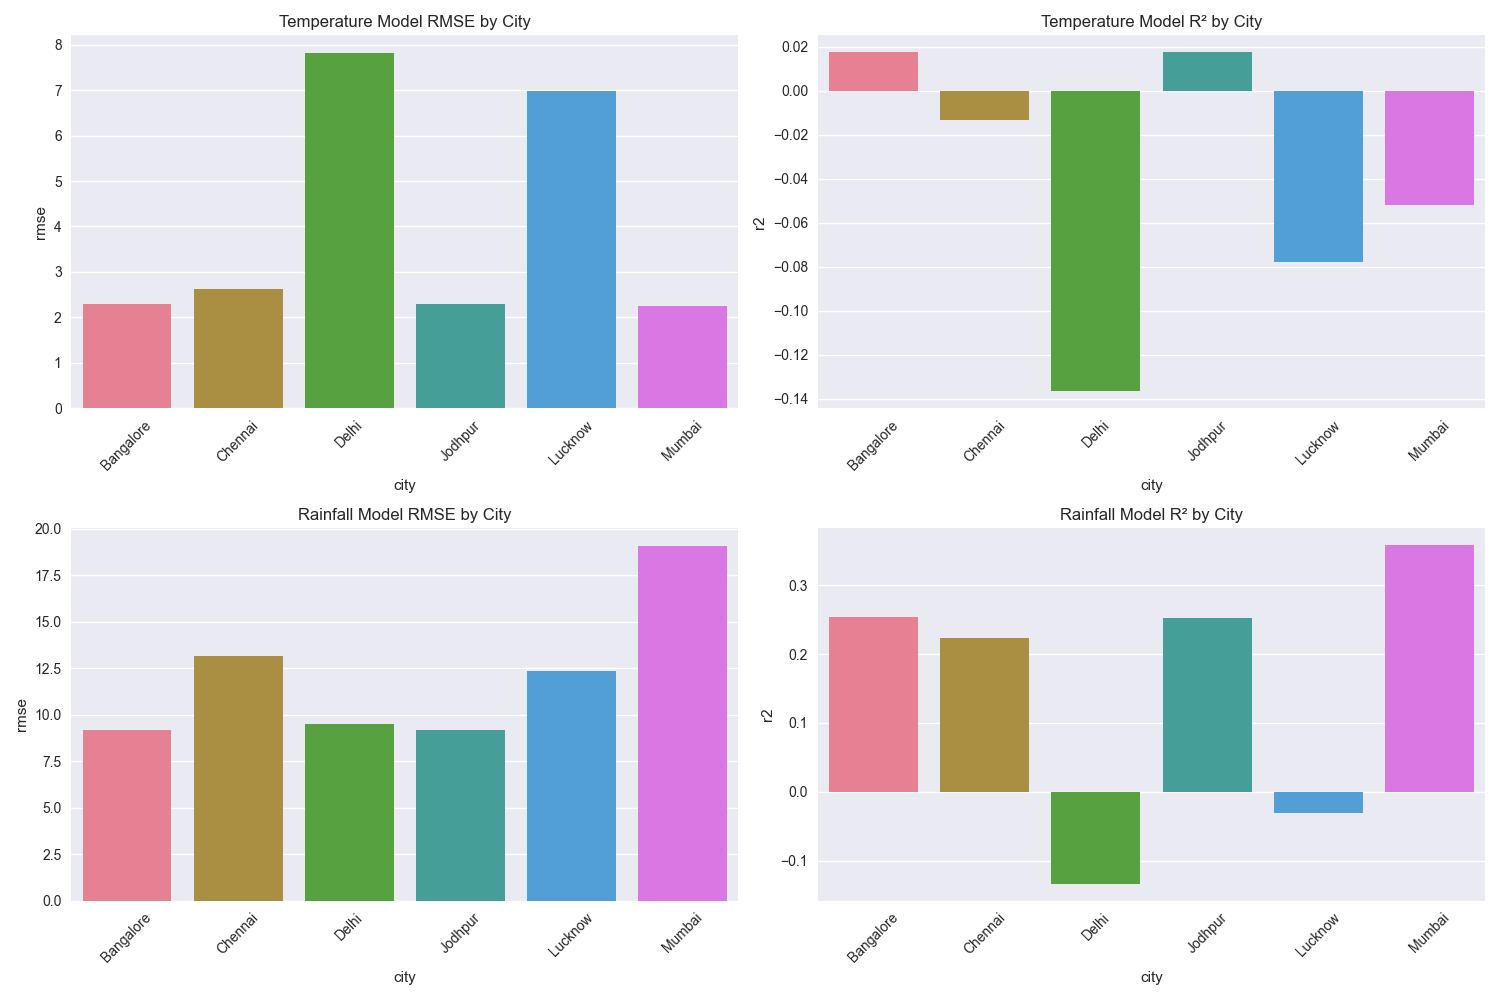 Temperature Model RMSE by City
8
7
6
5
4
3
2
1
0
rmse
Bangalore
Chennai
Delhi
Jodhpur
Lucknow
Mumbai
city
Temperature Model R² by City
0.02
0.00
−0.02
−0.04
−0.06
−0.08
−0.10
−0.12
−0.14
r2
Bangalore
Chennai
Delhi
Jodhpur
Lucknow
Mumbai
city
Rainfall Model RMSE by City
20.0
17.5
15.0
12.5
10.0
7.5
5.0
2.5
0.0
rmse
Bangalore
Chennai
Delhi
Jodhpur
Lucknow
Mumbai
city
Rainfall Model R² by City
0.3
0.2
0.1
0.0
−0.1
r2
Bangalore
Chennai
Delhi
Jodhpur
Lucknow
Mumbai
city